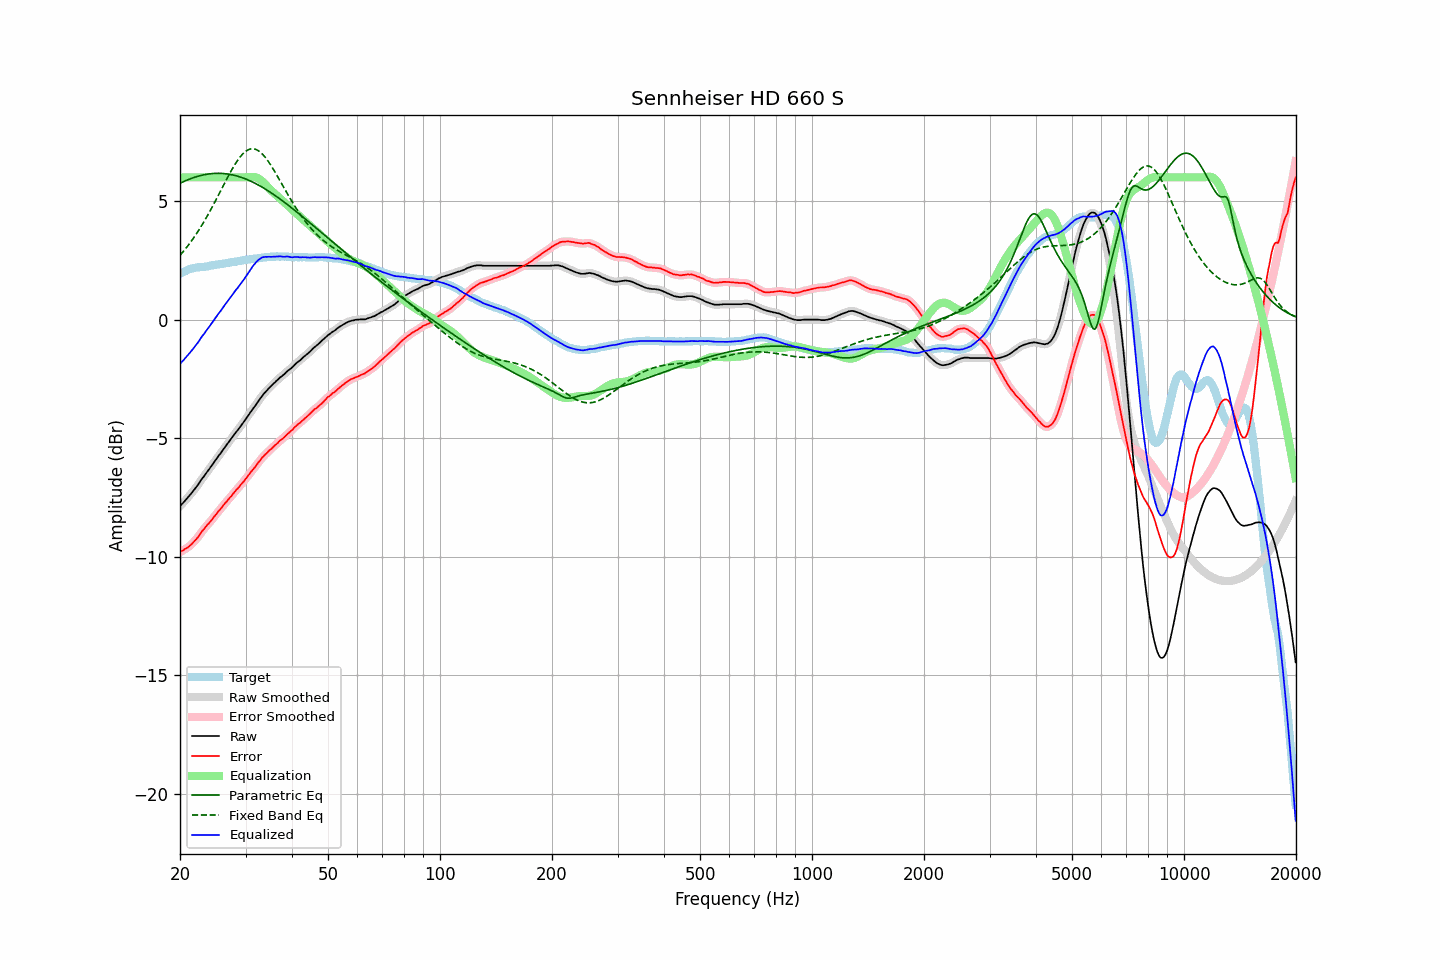 Sennheiser HD 660 S
Amplitude (dBr)
5
0
−5
−10
−15
−20
Target
Raw Smoothed
Error Smoothed
Raw
Error
Equalization
Parametric Eq
Fixed Band Eq
Equalized
20 50 100 200 500 1000 2000 5000 10000 20000
Frequency (Hz)